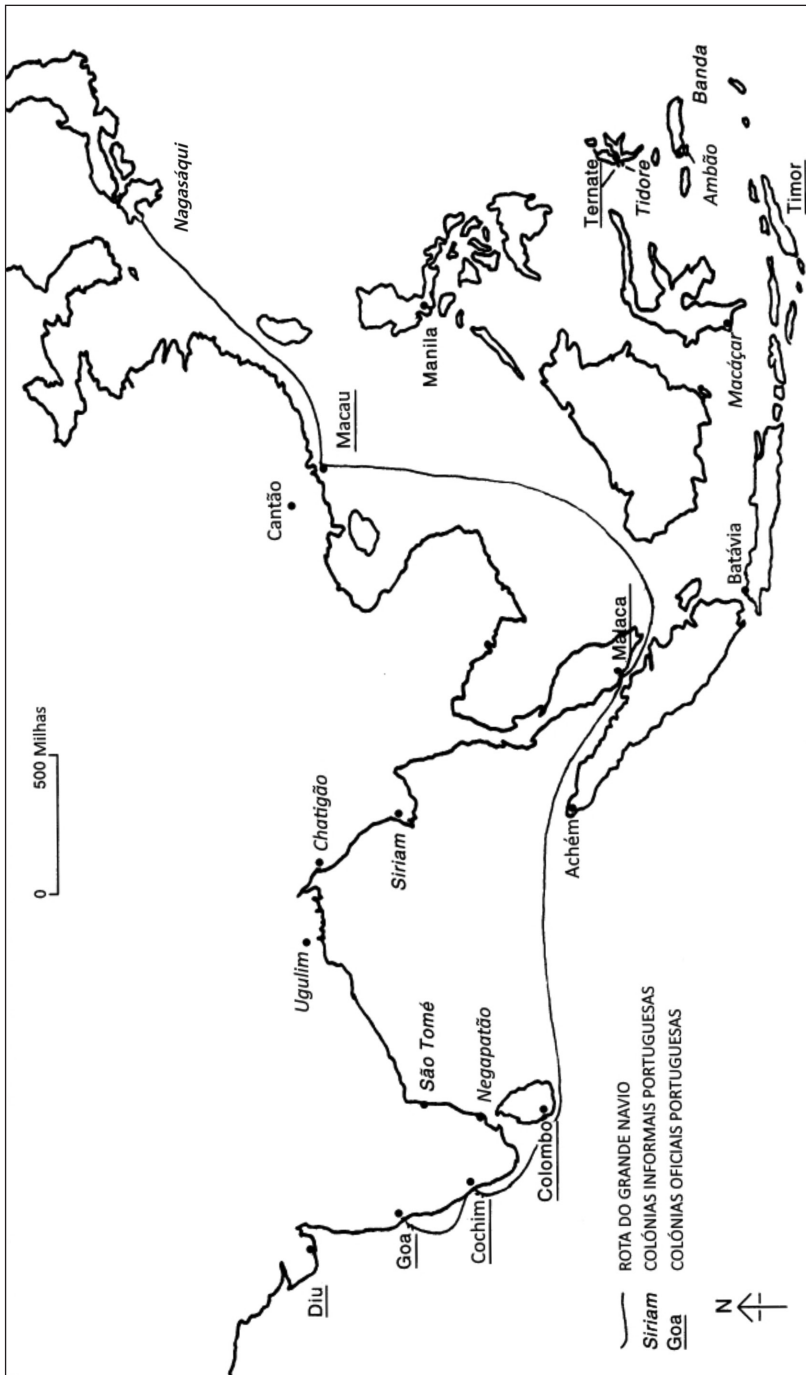 0 500 Milhas
Nagasáqui
Cantão
Macau
Chatigão
Ugulim
Siriam
Manila
São Tomé
Negapatão
Diu
Goa
Cochim
Colombo
Achém
Malaca
Ternate
Tidore
Banda
Ambão
Macáçar
Batávia
Timor
ROTA DO GRANDE NAVIO
Siriam COLÓNIAS INFORMAIS PORTUGUESAS
Goa COLÓNIAS OFICIAIS PORTUGUESAS
N